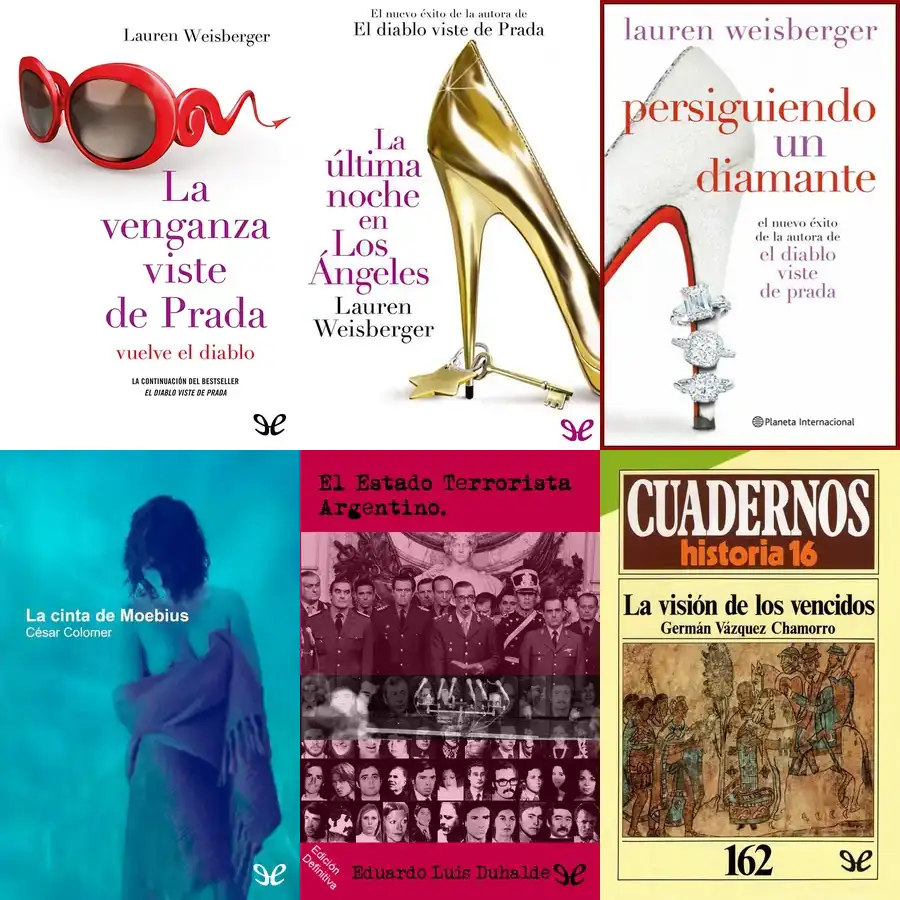 Lauren Weisberger
La
venganza
viste
de Prada
vuelve el diablo
LA CONTINUACIÓN DEL BESTSELLER
EL DIABLO VISTE DE PRADA
El nuevo éxito de la autora de
El diablo viste de Prada
La
última
noche
en
Los
Ángeles
Lauren
Weisberger
lauren weisberger
persiguiendo
un
diamante
el nuevo éxito
de la autora de
el diablo
viste
de prada
Planeta Internacional
La cinta de Moebius
César Colomer
El Estado Terrorista
Argentino.
Edición
Definitiva
Eduardo Luis Duhalde
CUADERNOS
historia 16
La visión de los vencidos
Germán Vázquez Chamorro
162